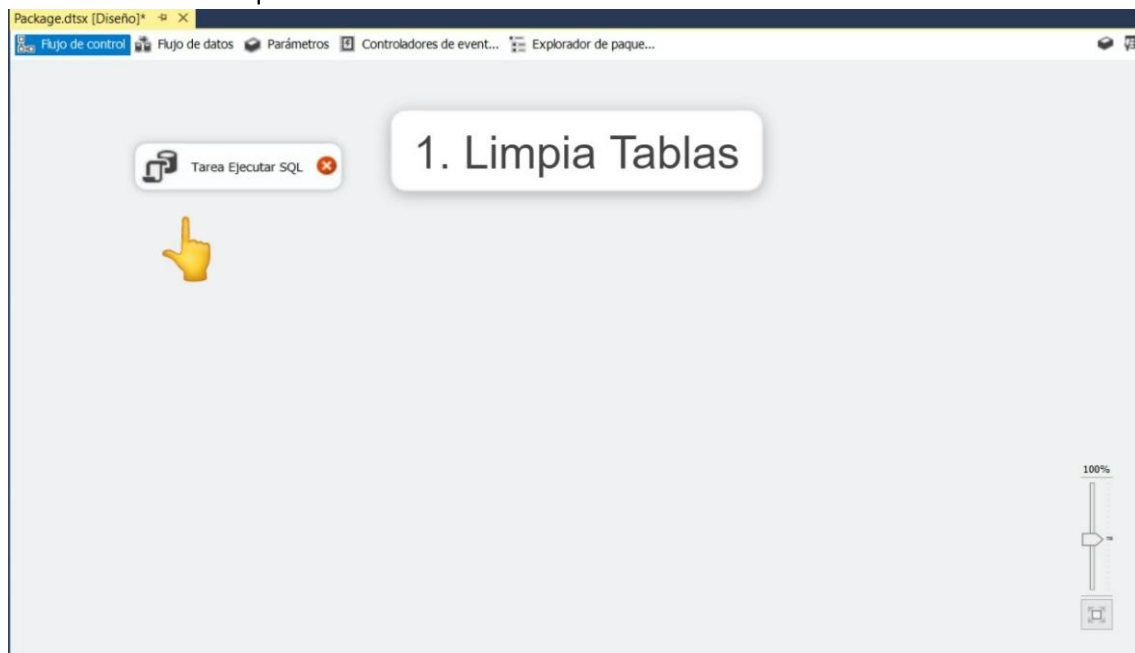 Package.dtsx [Diseño]*
Flujo de control Flujo de datos Parámetros Controladores de event... Explorador de paque...
1. Limpia Tablas
Tarea Ejecutar SQL
100%